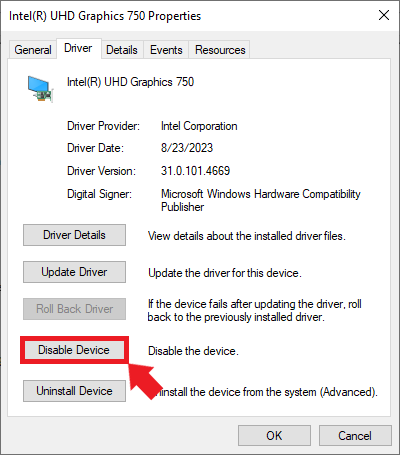 Intel(R) UHD Graphics 750 Properties
General Driver Details Events Resources
Intel(R) UHD Graphics 750
Driver Provider: Intel Corporation
Driver Date: 8/23/2023
Driver Version: 31.0.101.4669
Digital Signer: Microsoft Windows Hardware Compatibility
Publisher
Driver Details View details about the installed driver files.
Update Driver Update the driver for this device.
Roll Back Driver If the device fails after updating the driver, roll
back to the previously installed driver.
Disable Device Disable the device.
Uninstall Device Uninstall the device from the system (Advanced).
OK Cancel